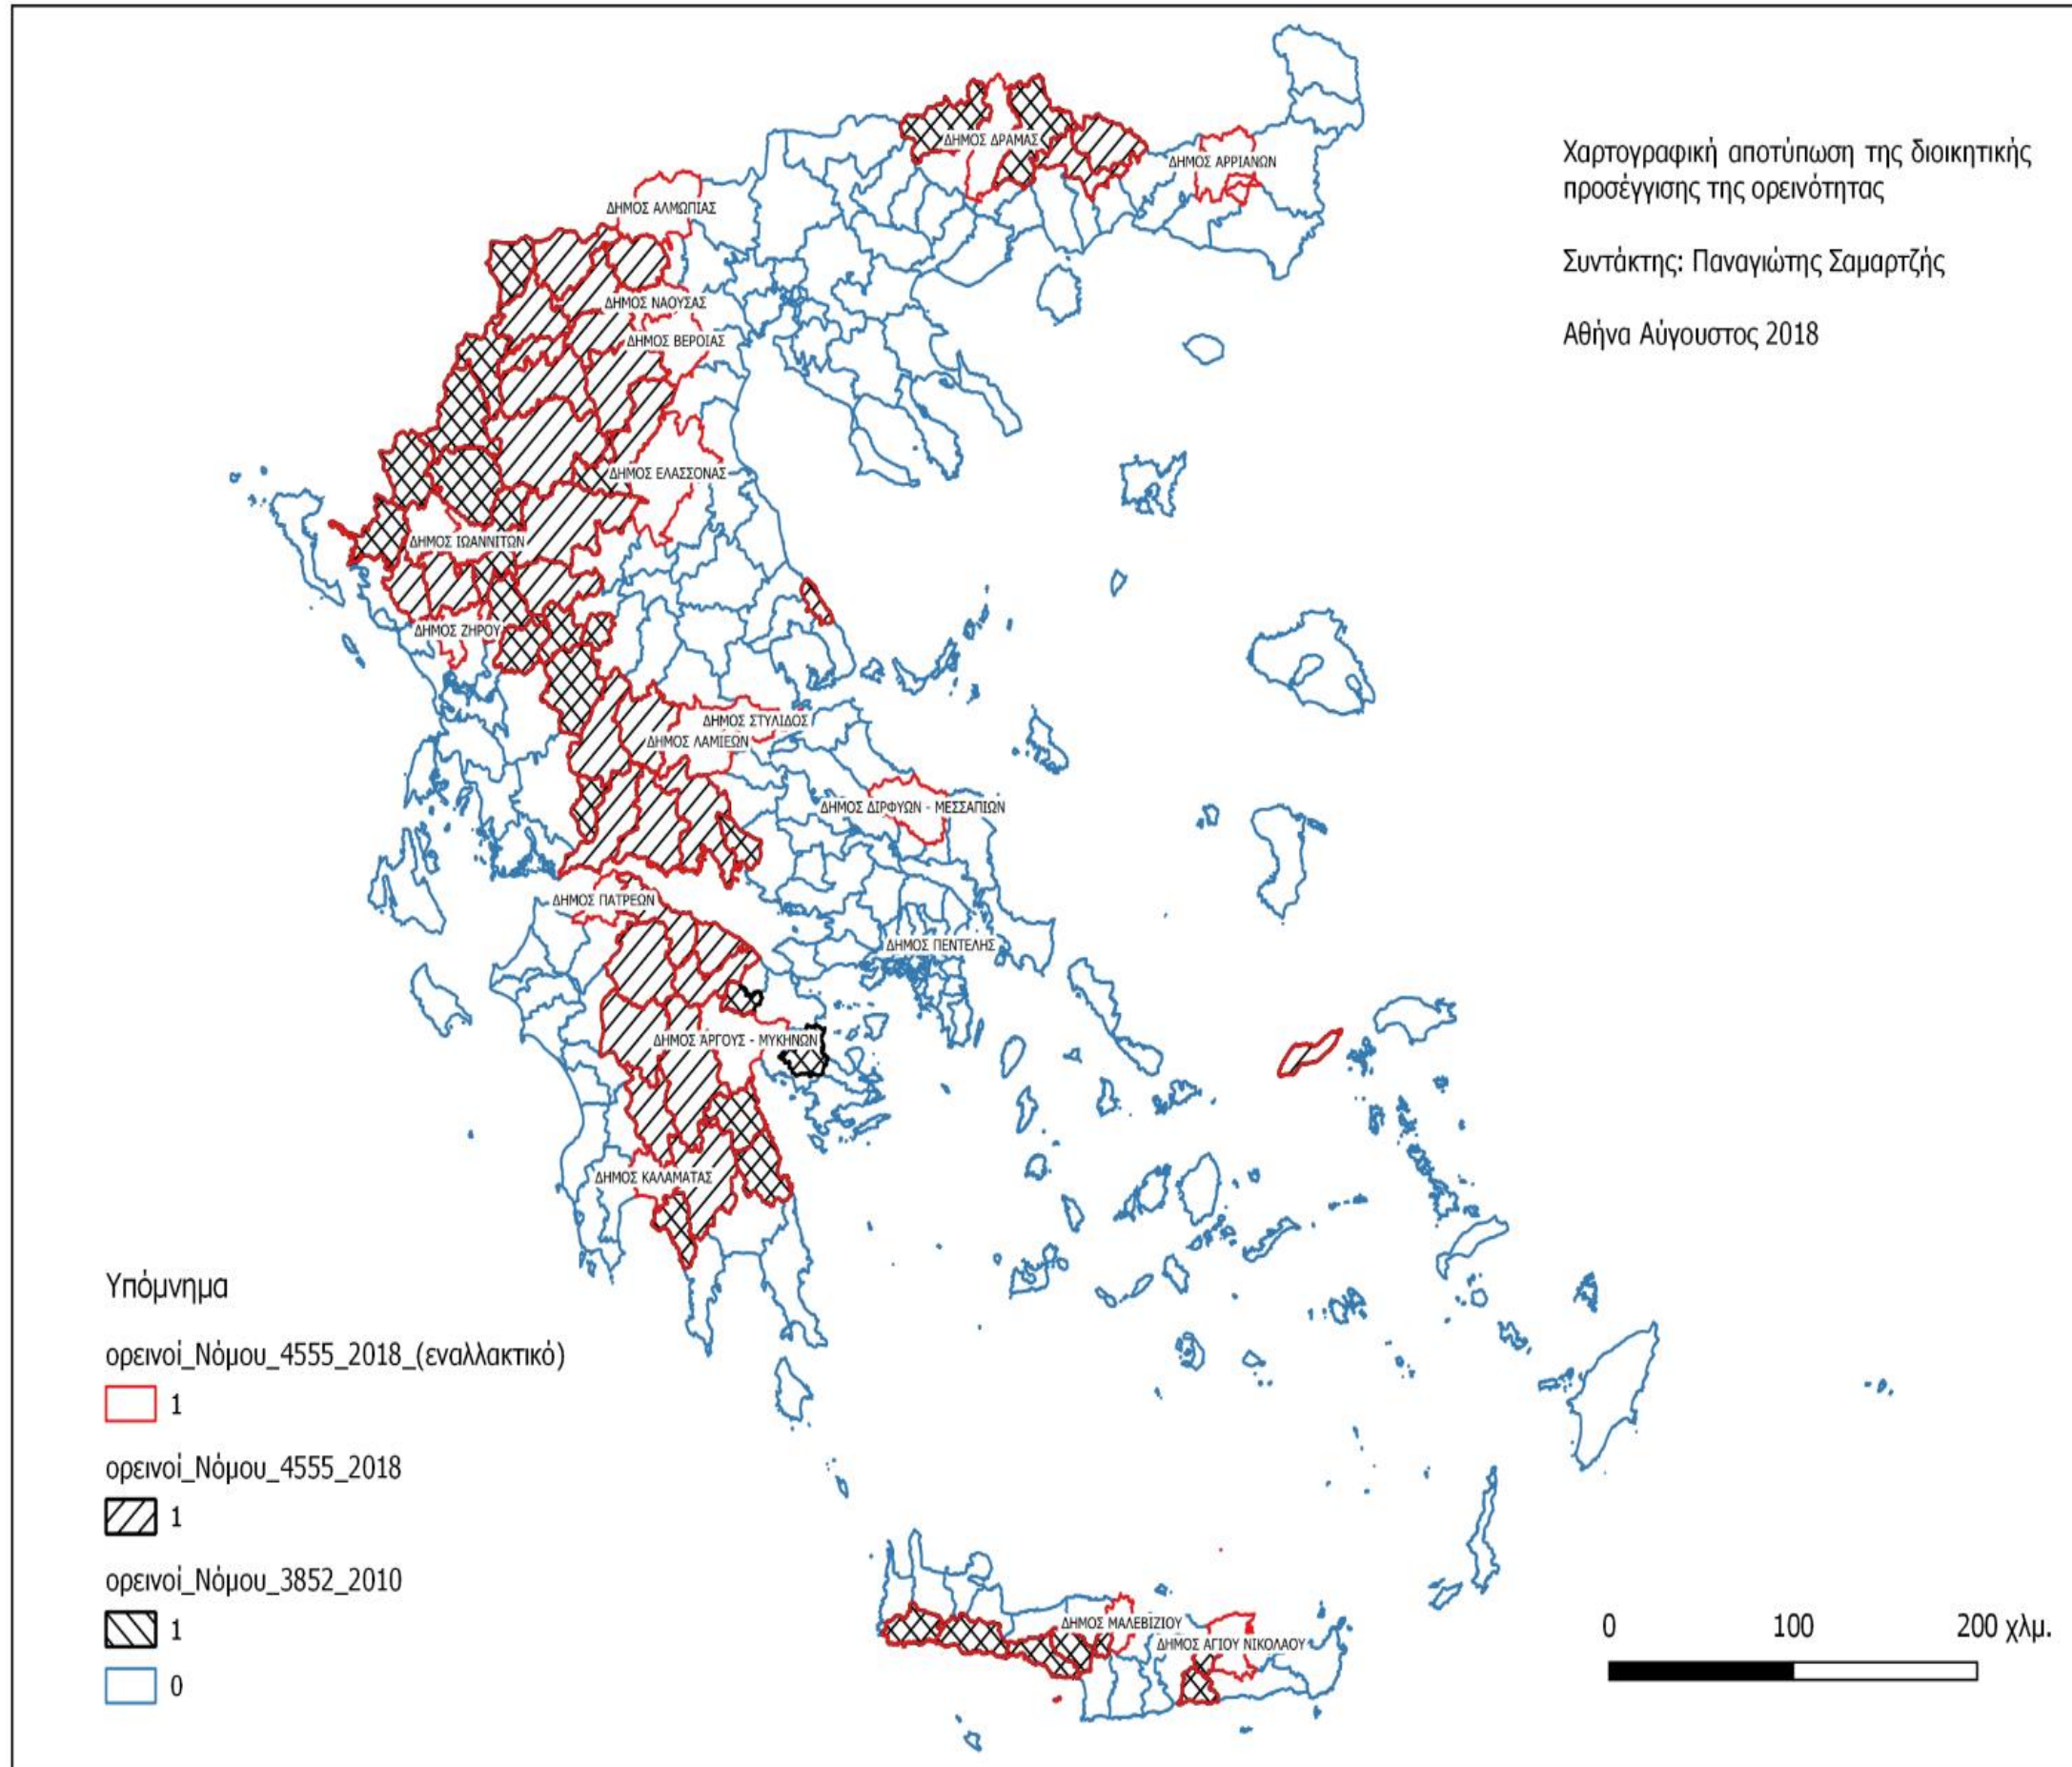 Χαρτογραφική αποτύπωση της διοικητικής
προσέγγισης της ορεινότητας
Συντάκτης: Παναγιώτης Σαμαρτζής
Αθήνα Αύγουστος 2018
ΔΗΜΟΣ ΔΡΑΜΑΣ
ΔΗΜΟΣ ΑΡΡΙΑΝΩΝ
ΔΗΜΟΣ ΑΛΜΩΠΙΑΣ
ΔΗΜΟΣ ΝΑΟΥΣΑΣ
ΔΗΜΟΣ ΒΕΡΟΙΑΣ
ΔΗΜΟΣ ΕΛΑΣΣΟΝΑΣ
ΔΗΜΟΣ ΙΩΑΝΝΙΤΩΝ
ΔΗΜΟΣ ΖΗΡΟΥ
ΔΗΜΟΣ ΣΤΥΛΙΔΟΣ
ΔΗΜΟΣ ΛΑΜΙΕΩΝ
ΔΗΜΟΣ ΔΙΡΦΥΩΝ - ΜΕΣΣΑΠΙΩΝ
ΔΗΜΟΣ ΠΑΤΡΕΩΝ
ΔΗΜΟΣ ΠΕΝΤΕΛΗΣ
ΔΗΜΟΣ ΆΡΓΟΥΣ - ΜΥΚΗΝΩΝ
ΔΗΜΟΣ ΚΑΛΑΜΑΤΑΣ
ΔΗΜΟΣ ΜΑΛΕΒΙΖΙΟΥ
ΔΗΜΟΣ ΑΓΙΟΥ ΝΙΚΟΛΑΟΥ
Υπόμνημα
ορεινοί_Νόμου_4555_2018_(εναλλακτικό)
1
ορεινοί_Νόμου_4555_2018
1
ορεινοί_Νόμου_3852_2010
1
0
0 100 200 χλμ.